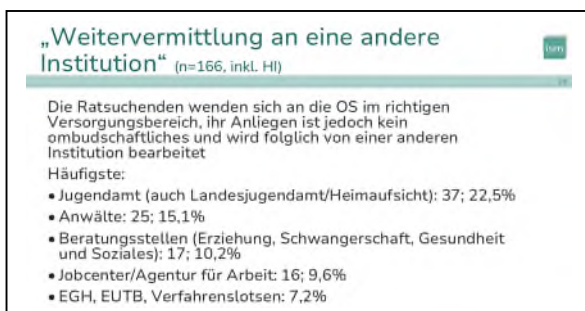 „Weitervermittlung an eine andere
Institution“ (n=166, inkl. HI)
ism
Die Ratsuchenden wenden sich an die OS im richtigen
Versorgungsbereich, ihr Anliegen ist jedoch kein
ombudschaftliches und wird folglich von einer anderen
Institution bearbeitet
Häufigste:
• Jugendamt (auch Landesjugendamt/Heimaufsicht): 37; 22,5%
• Anwälte: 25; 15,1%
• Beratungsstellen (Erziehung, Schwangerschaft, Gesundheit
und Soziales): 17; 10,2%
• Jobcenter/Agentur für Arbeit: 16; 9,6%
• EGH, EUTB, Verfahrenslotsen: 7,2%